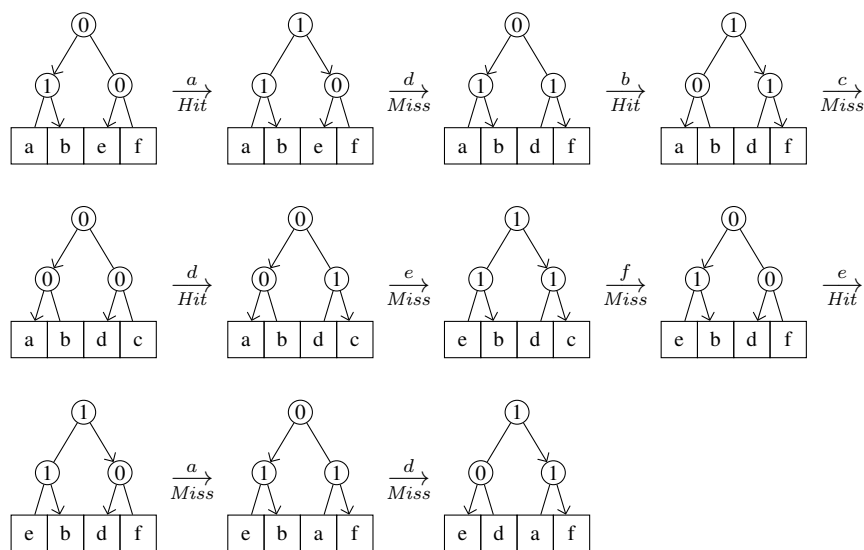 0 1 0 1
1 0 a Hit 1 0 d Miss 1 1 b Hit 0 1 c Miss
a b e f a b e f a b d f a b d f
0 0 1 0
0 0 d Hit 0 1 e Miss 1 1 f Miss 1 0 e Hit
a b d c a b d c e b d c e b d f
1 0 1
1 0 a Miss 1 1 d Miss 0 1
e b d f e b a f e d a f